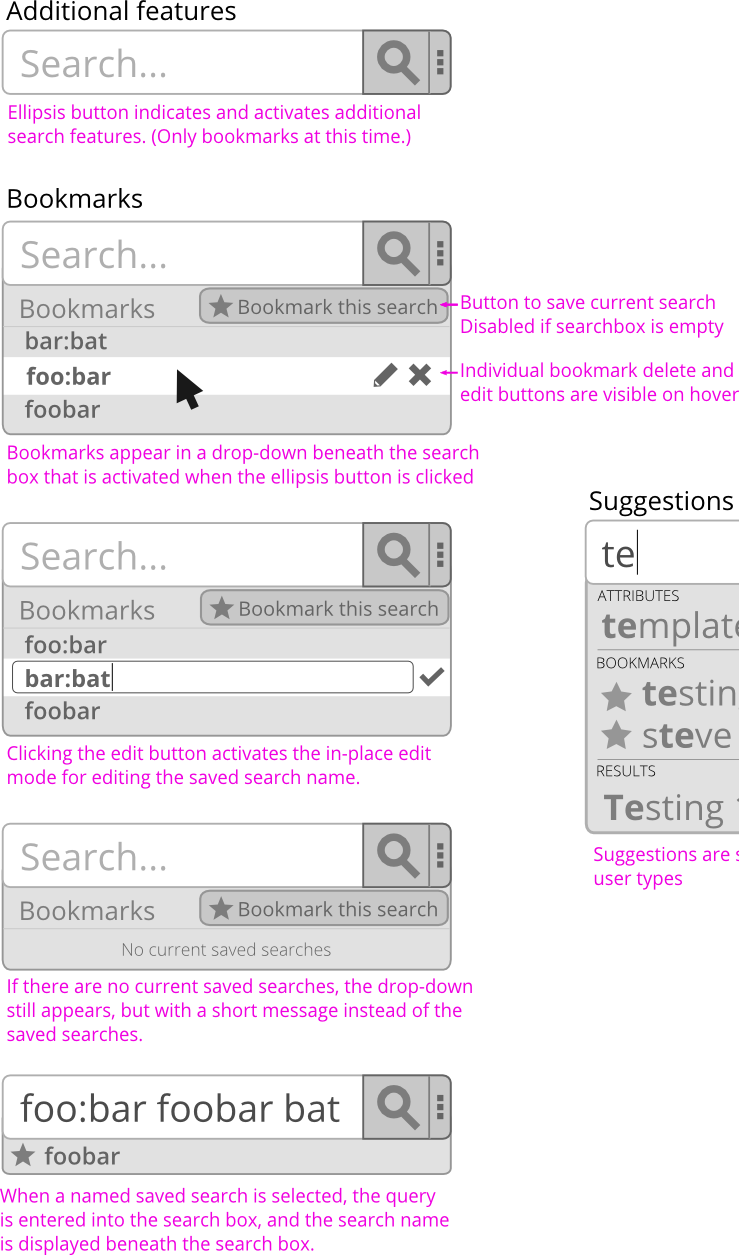 Additional features
Search...
Ellipsis button indicates and activates additional
search features. (Only bookmarks at this time.)
Bookmarks
Search...
Bookmarks
Bookmark this search
bar:bat
foo:bar
foobar
Button to save current search
Disabled if searchbox is empty
Individual bookmark delete and
edit buttons are visible on hover
Bookmarks appear in a drop-down beneath the search
box that is activated when the ellipsis button is clicked
Search...
Bookmarks
Bookmark this search
foo:bar
bar:bat
foobar
Clicking the edit button activates the in-place edit
mode for editing the saved search name.
Search...
Bookmarks
Bookmark this search
No current saved searches
If there are no current saved searches, the drop-down
still appears, but with a short message instead of the
saved searches.
foo:bar foobar bat
foobar
When a named saved search is selected, the query
is entered into the search box, and the search name
is displayed beneath the search box.
Suggestions
te
ATTRIBUTES
BOOKMARKS
steve
RESULTS
Testing
Suggestions are
user types